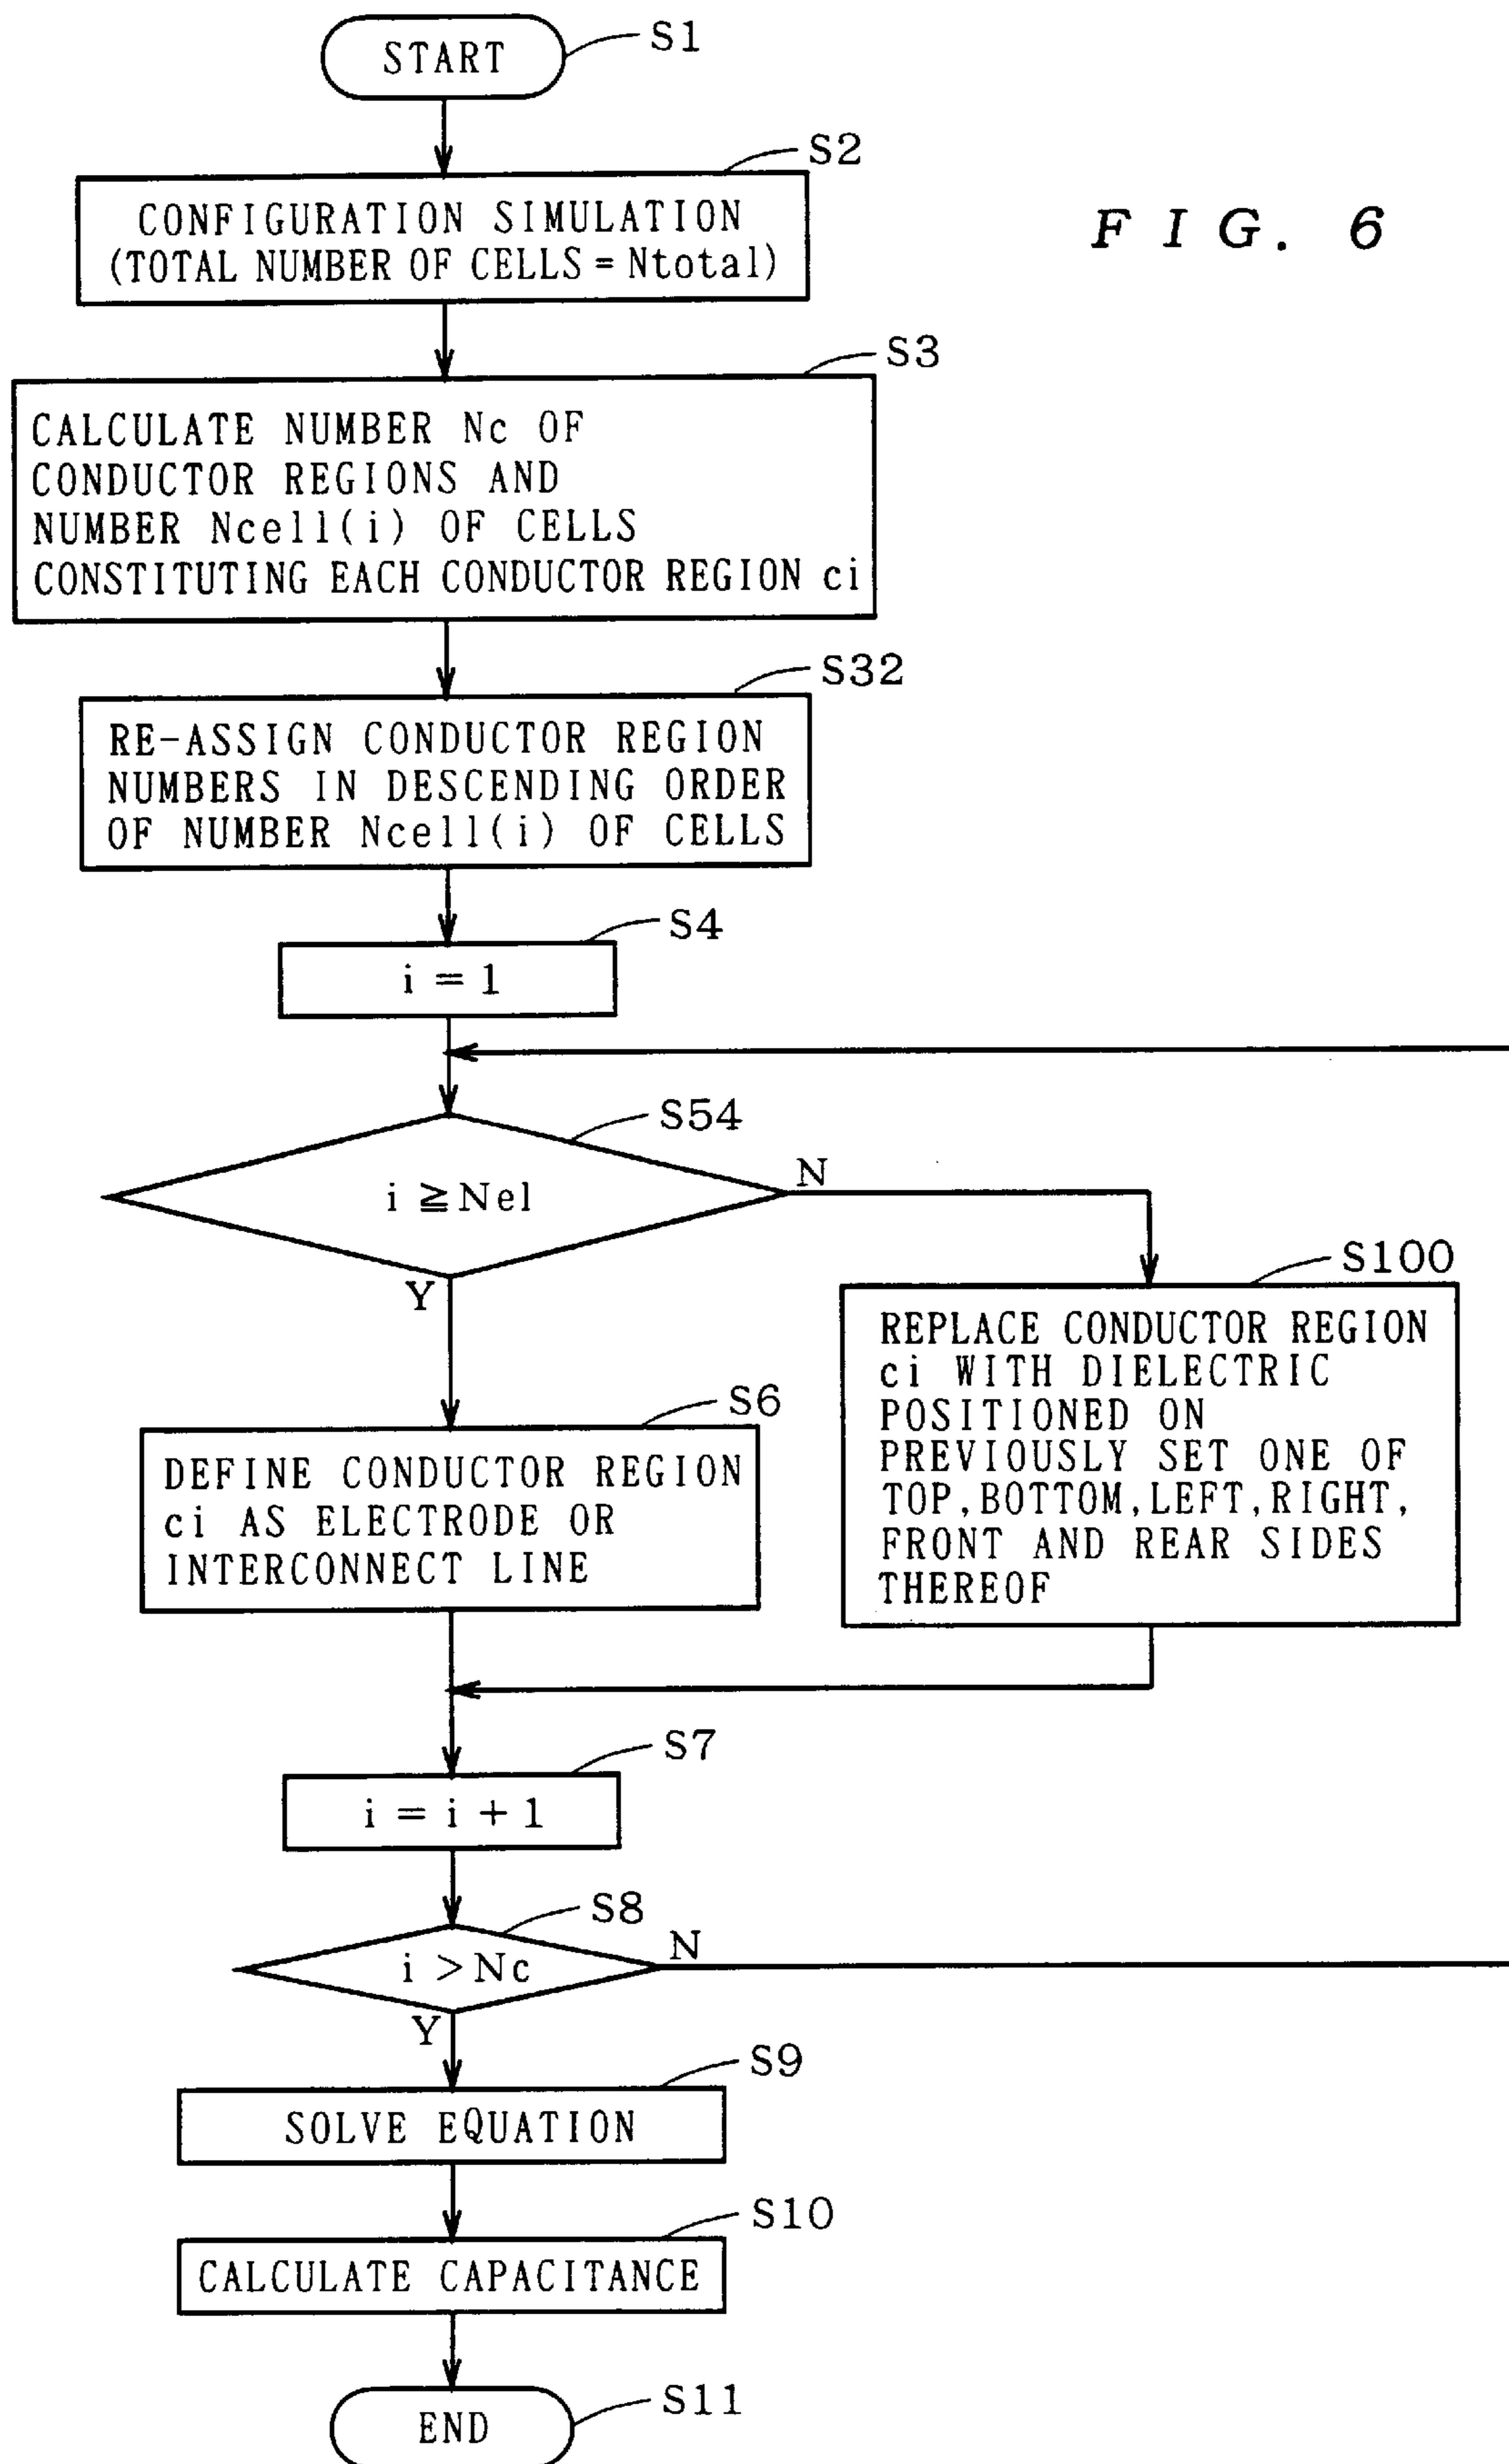 START
S1
S2
CONFIGURATION SIMULATION
(TOTAL NUMBER OF CELLS = Ntotal)
FIG. 6
S3
CALCULATE NUMBER Nc OF
CONDUCTOR REGIONS AND
NUMBER Ncell(i) OF CELLS
CONSTITUTING EACH CONDUCTOR REGION ci
S32
RE-ASSIGN CONDUCTOR REGION
NUMBERS IN DESCENDING ORDER
OF NUMBER Ncell(i) OF CELLS
S4
i = 1
S54
i ≧ Nel
N
Y
S100
REPLACE CONDUCTOR REGION
ci WITH DIELECTRIC
POSITIONED ON
PREVIOUSLY SET ONE OF
TOP, BOTTOM, LEFT, RIGHT,
FRONT AND REAR SIDES
THEREOF
S6
DEFINE CONDUCTOR REGION
ci AS ELECTRODE OR
INTERCONNECT LINE
S7
i = i + 1
S8
i > Nc
N
Y
S9
SOLVE EQUATION
S10
CALCULATE CAPACITANCE
S11
END